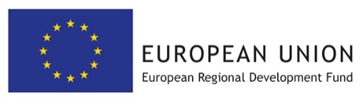 EUROPEAN UNION
European Regional Development Fund